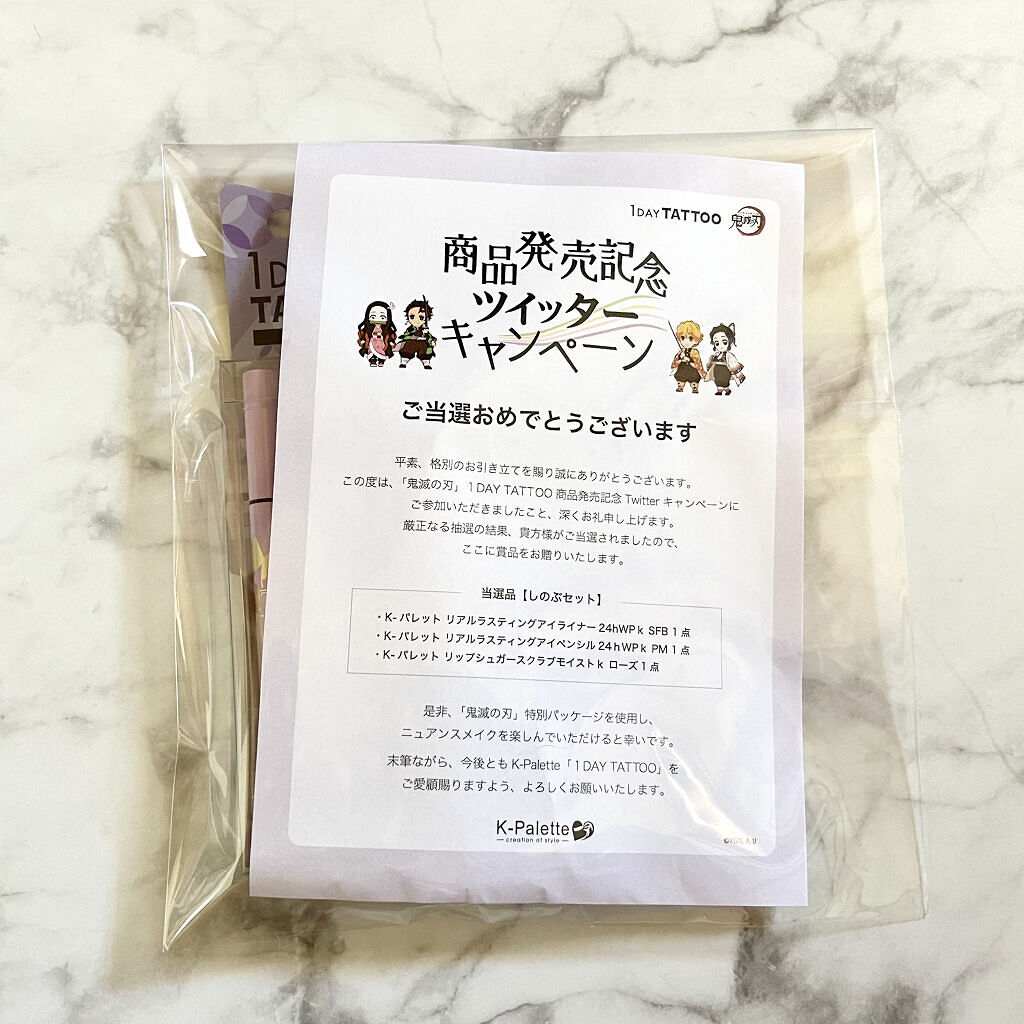 1DAY TATTOO 鬼滅の刃
商品発売記念
ツイッター
キャンペーン
ご当選おめでとうございます
平素、格別のお引き立てを賜り誠にありがとうございます。
この度は、「鬼滅の刃」1DAY TATTOO 商品発売記念 Twitter キャンペーンに
ご参加いただきましたこと、深くお礼申し上げます。
厳正なる抽選の結果、貴方様がご当選されましたので、
ここに賞品をお贈りいたします。
当選品【しのぶセット】
・K- パレット リアルラスティングアイライナー 24hWPk SFB 1 点
・K- パレット リアルラスティングアイペンシル 24hWPk PM 1 点
・K- パレット リップシュガースクラブモイストk ローズ 1 点
是非、「鬼滅の刃」特別パッケージを使用し、
ニュアンスメイクを楽しんでいただけると幸いです。
末筆ながら、今後とも K-Palette「1DAY TATTOO」を
ご愛顧賜りますよう、よろしくお願いいたします。
K-Palette
creation of style
1D
TA